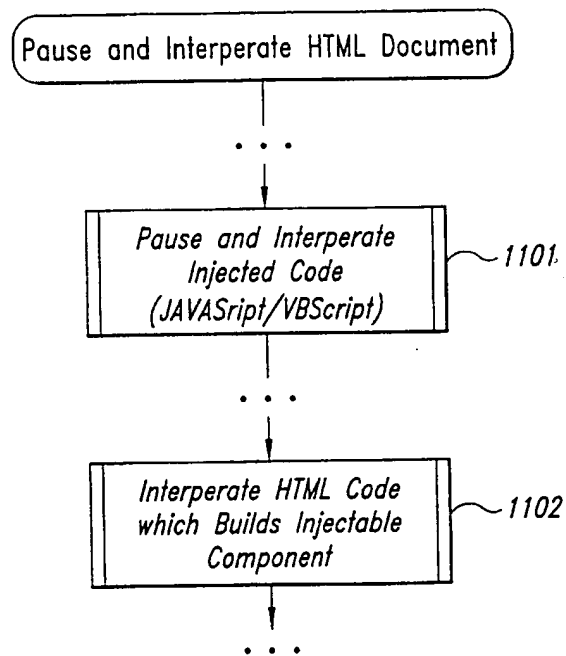 Pause and Interperate HTML Document
Pause and Interperate
Injected Code
(JAVASript/VBScript)
1101
Interperate HTML Code
which Builds Injectable
Component
1102